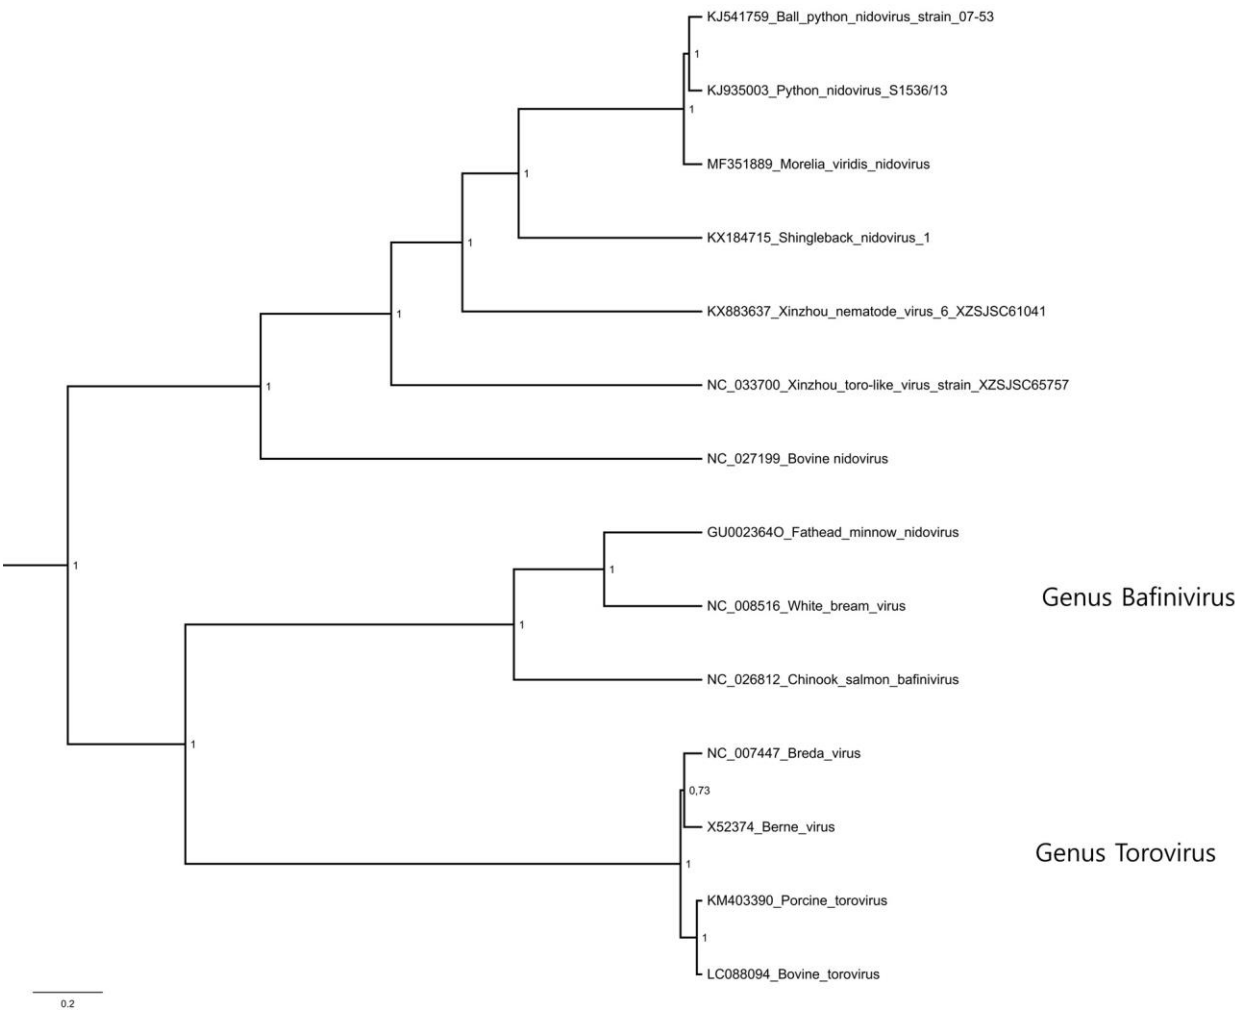 KJ541759_Ball_python_nidovirus_strain_07-53
1
KJ935003_Python_nidovirus_S1536/13
1
MF351889_Morelia_viridis_nidovirus
1
KX184715_Shingleback_nidovirus_1
1
KX883637_Xinzhou_nematode_virus_6_XZSJSC61041
1
NC_033700_Xinzhou_toro-like_virus_strain_XZSJSC65757
1
NC_027199_Bovine nidovirus
GU002364O_Fathead_minnow_nidovirus
1
1
NC_008516_White_bream_virus
Genus Bafinivirus
1
NC_026812_Chinook_salmon_bafinivirus
1
NC_007447_Breda_virus
0,73
X52374_Berne_virus
Genus Torovirus
1
KM403390_Porcine_torovirus
1
LC088094_Bovine_torovirus
0.2